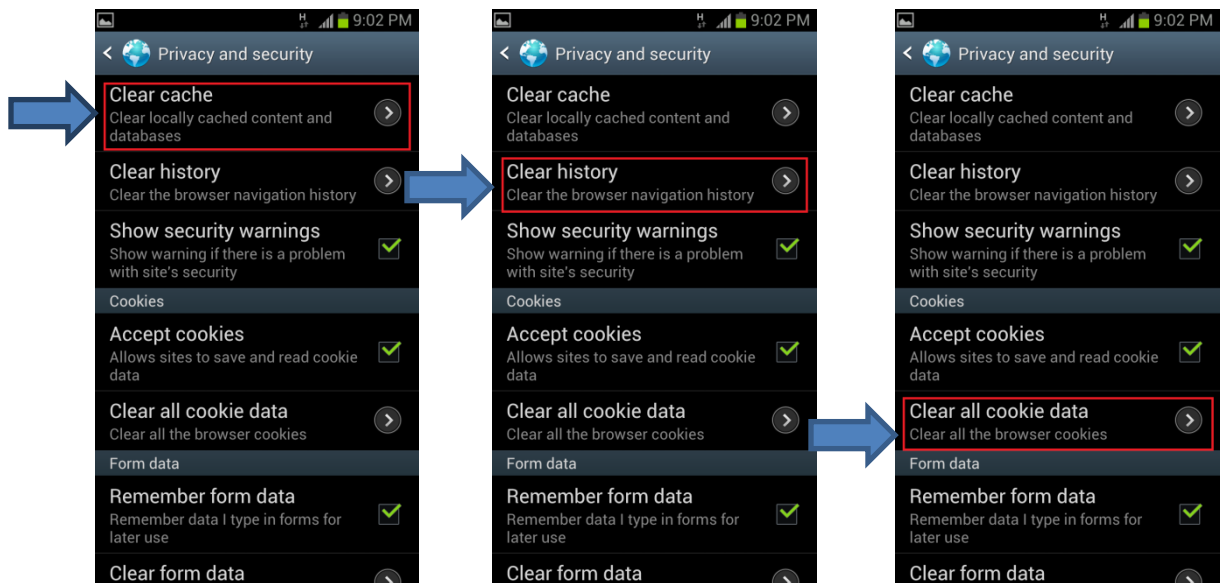 H 9:02 PM
Privacy and security
Clear cache
Clear locally cached content and
databases
Clear history
Clear the browser navigation history
Show security warnings
Show warning if there is a problem
with site's security
Cookies
Accept cookies
Allows sites to save and read cookie
data
Clear all cookie data
Clear all the browser cookies
Form data
Remember form data
Remember data I type in forms for
later use
Clear form data
H 9:02 PM
Privacy and security
Clear cache
Clear locally cached content and
databases
Clear history
Clear the browser navigation history
Show security warnings
Show warning if there is a problem
with site's security
Cookies
Accept cookies
Allows sites to save and read cookie
data
Clear all cookie data
Clear all the browser cookies
Form data
Remember form data
Remember data I type in forms for
later use
Clear form data
H 9:02 PM
Privacy and security
Clear cache
Clear locally cached content and
databases
Clear history
Clear the browser navigation history
Show security warnings
Show warning if there is a problem
with site's security
Cookies
Accept cookies
Allows sites to save and read cookie
data
Clear all cookie data
Clear all the browser cookies
Form data
Remember form data
Remember data I type in forms for
later use
Clear form data